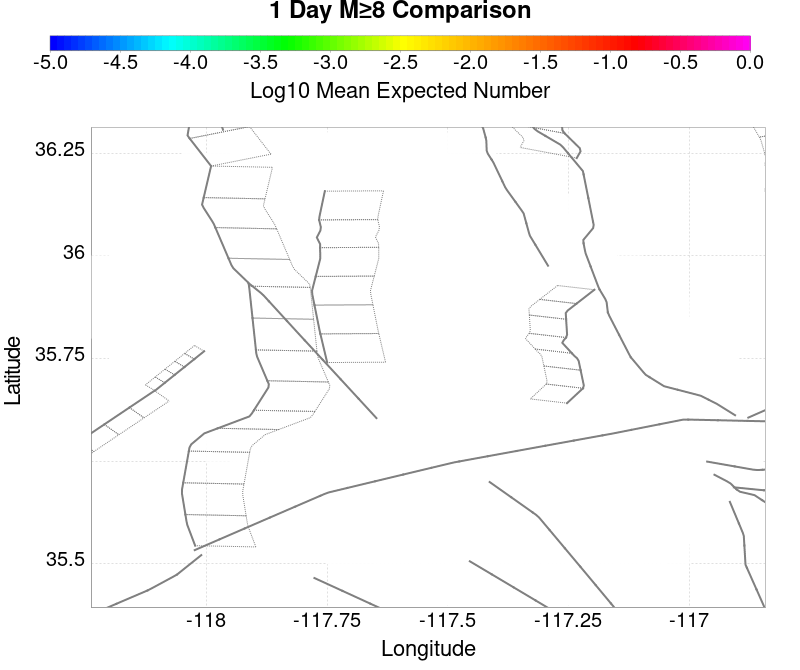 1 Day M≥8 Comparison
-5.0 -4.5 -4.0 -3.5 -3.0 -2.5 -2.0 -1.5 -1.0 -0.5 0.0
Log10 Mean Expected Number
36.25
36
35.75
35.5
Latitude
-118 -117.75 -117.5 -117.25 -117
Longitude